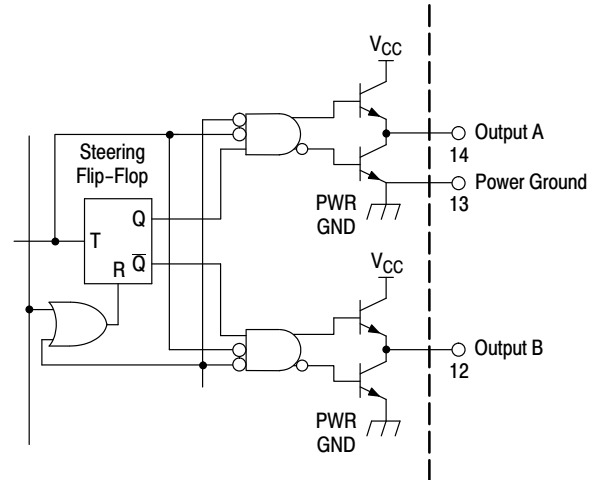 VCC
Steering
Flip-Flop
Output A
14
Q
PWR
GND
Power Ground
13
T
R
Q̅
VCC
Output B
12
PWR
GND